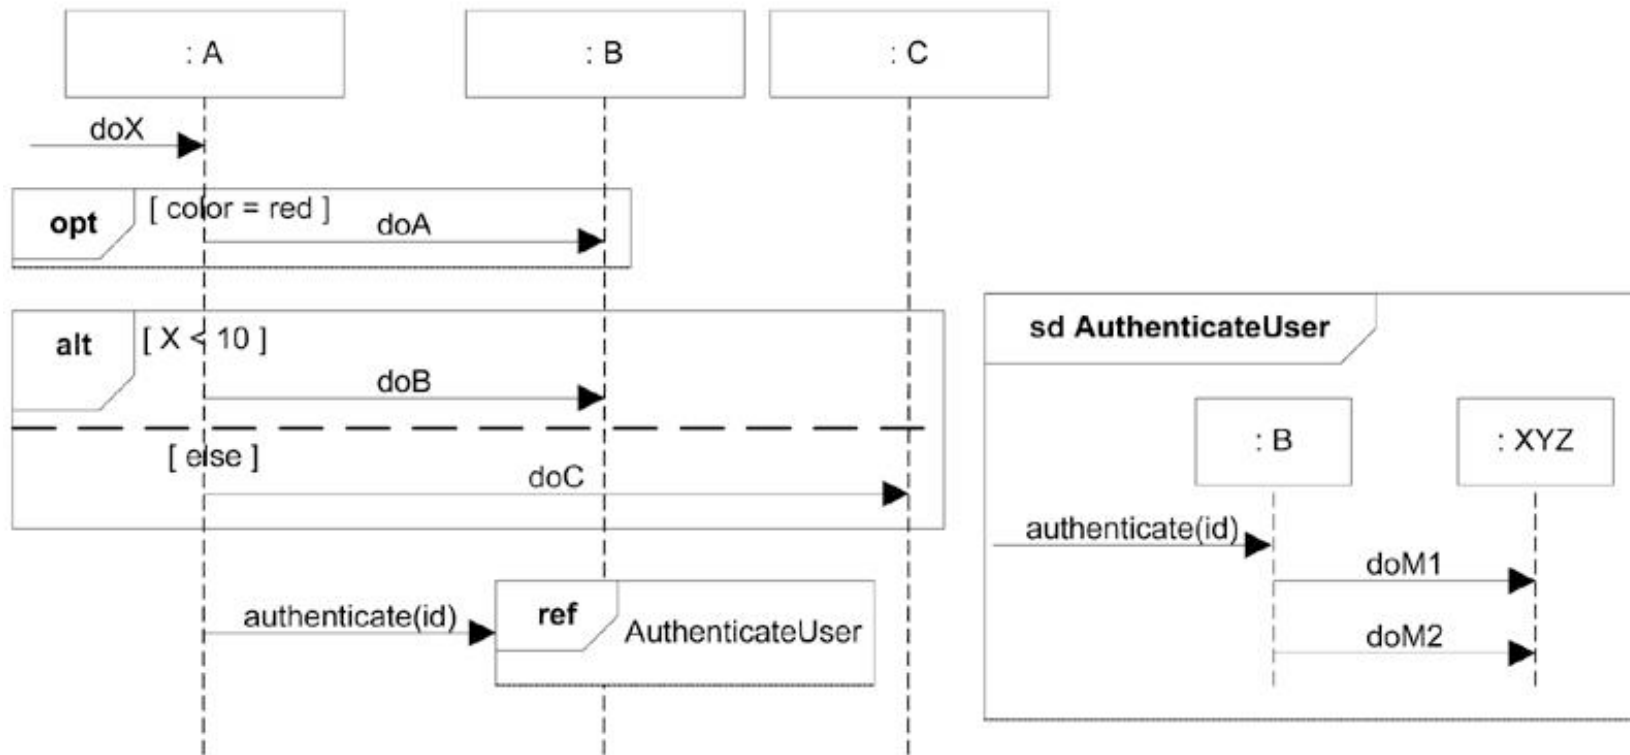 : A
: B
: C
doX
opt
[ color = red ]
doA
alt
[ X < 10 ]
doB
[ else ]
doC
authenticate(id)
ref
AuthenticateUser
sd AuthenticateUser
: B
: XYZ
authenticate(id)
doM1
doM2